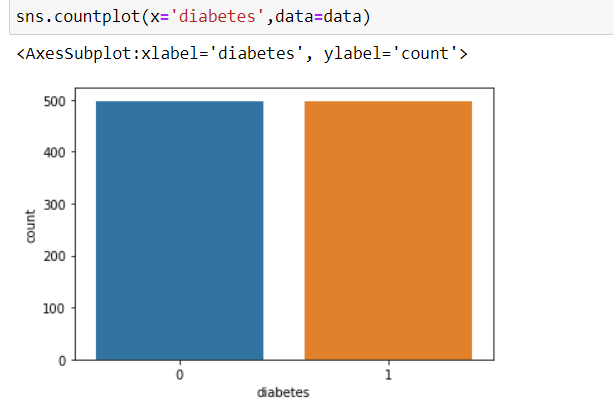 sns.countplot(x='diabetes',data=data)
<AxesSubplot:xlabel='diabetes', ylabel='count'>
500
400
300
200
100
0
count
0 1
diabetes